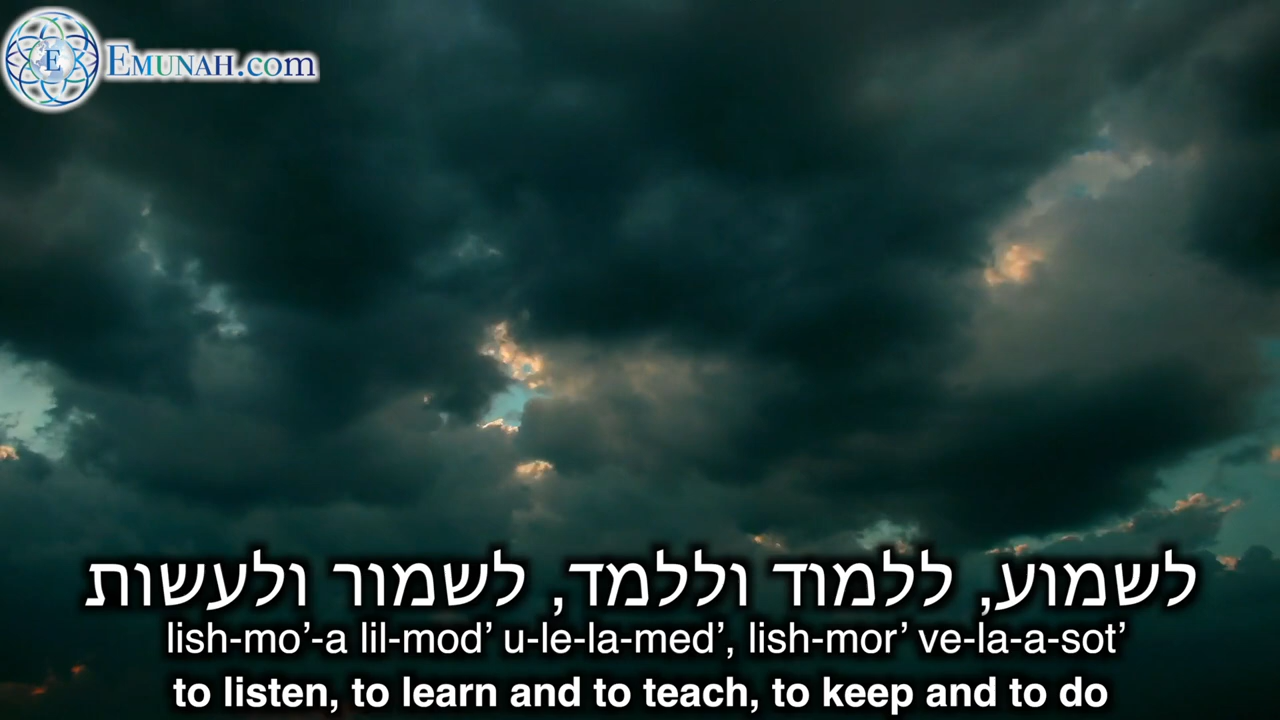 E EMUNAH.com
לשמוע, ללמוד וללמד, לשמור ולעשות
lish-mo’-a lil-mod’ u-le-la-med’, lish-mor’ ve-la-a-sot’
to listen, to learn and to teach, to keep and to do